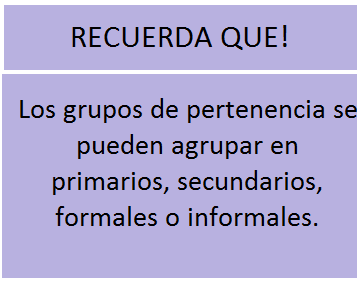 RECUERDA QUE!
Los grupos de pertenencia se
pueden agrupar en
primarios, secundarios,
formales o informales.